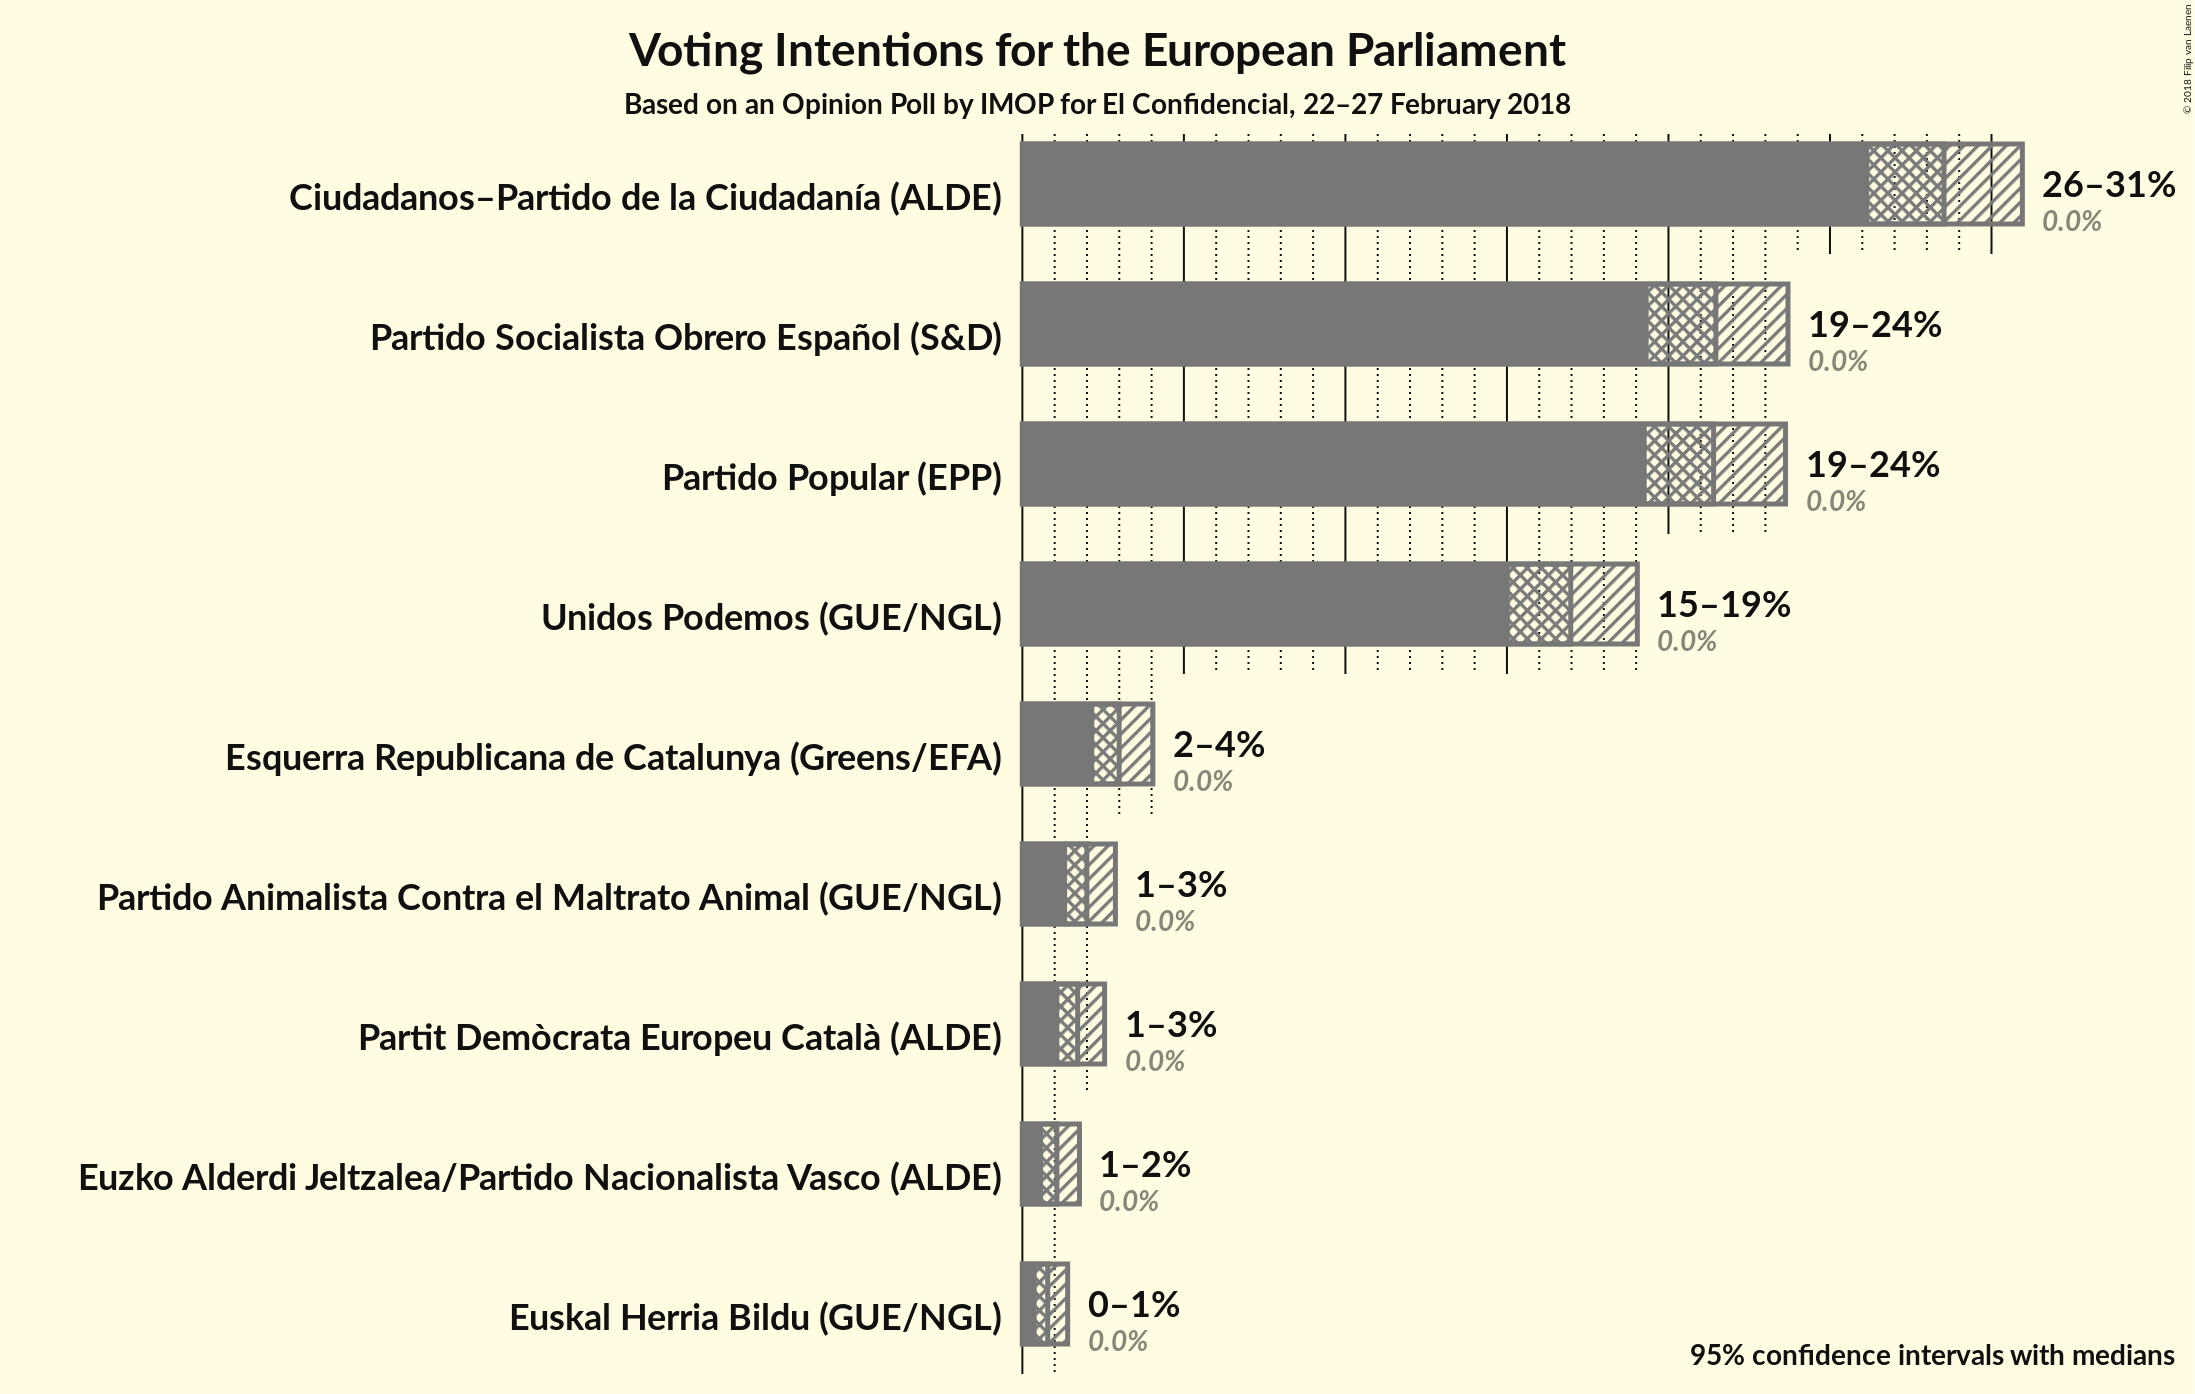 Voting Intentions for the European Parliament
Based on an Opinion Poll by IMOP for El Confidencial, 22–27 February 2018
© 2018 Filip van Laenen
Ciudadanos–Partido de la Ciudadanía (ALDE)
26–31%
0.0%
Partido Socialista Obrero Español (S&D)
19–24%
0.0%
Partido Popular (EPP)
19–24%
0.0%
Unidos Podemos (GUE/NGL)
15–19%
0.0%
Esquerra Republicana de Catalunya (Greens/EFA)
2–4%
0.0%
Partido Animalista Contra el Maltrato Animal (GUE/NGL)
1–3%
0.0%
Partit Demòcrata Europeu Català (ALDE)
1–3%
0.0%
Euzko Alderdi Jeltzalea/Partido Nacionalista Vasco (ALDE)
1–2%
0.0%
Euskal Herria Bildu (GUE/NGL)
0–1%
0.0%
95% confidence intervals with medians